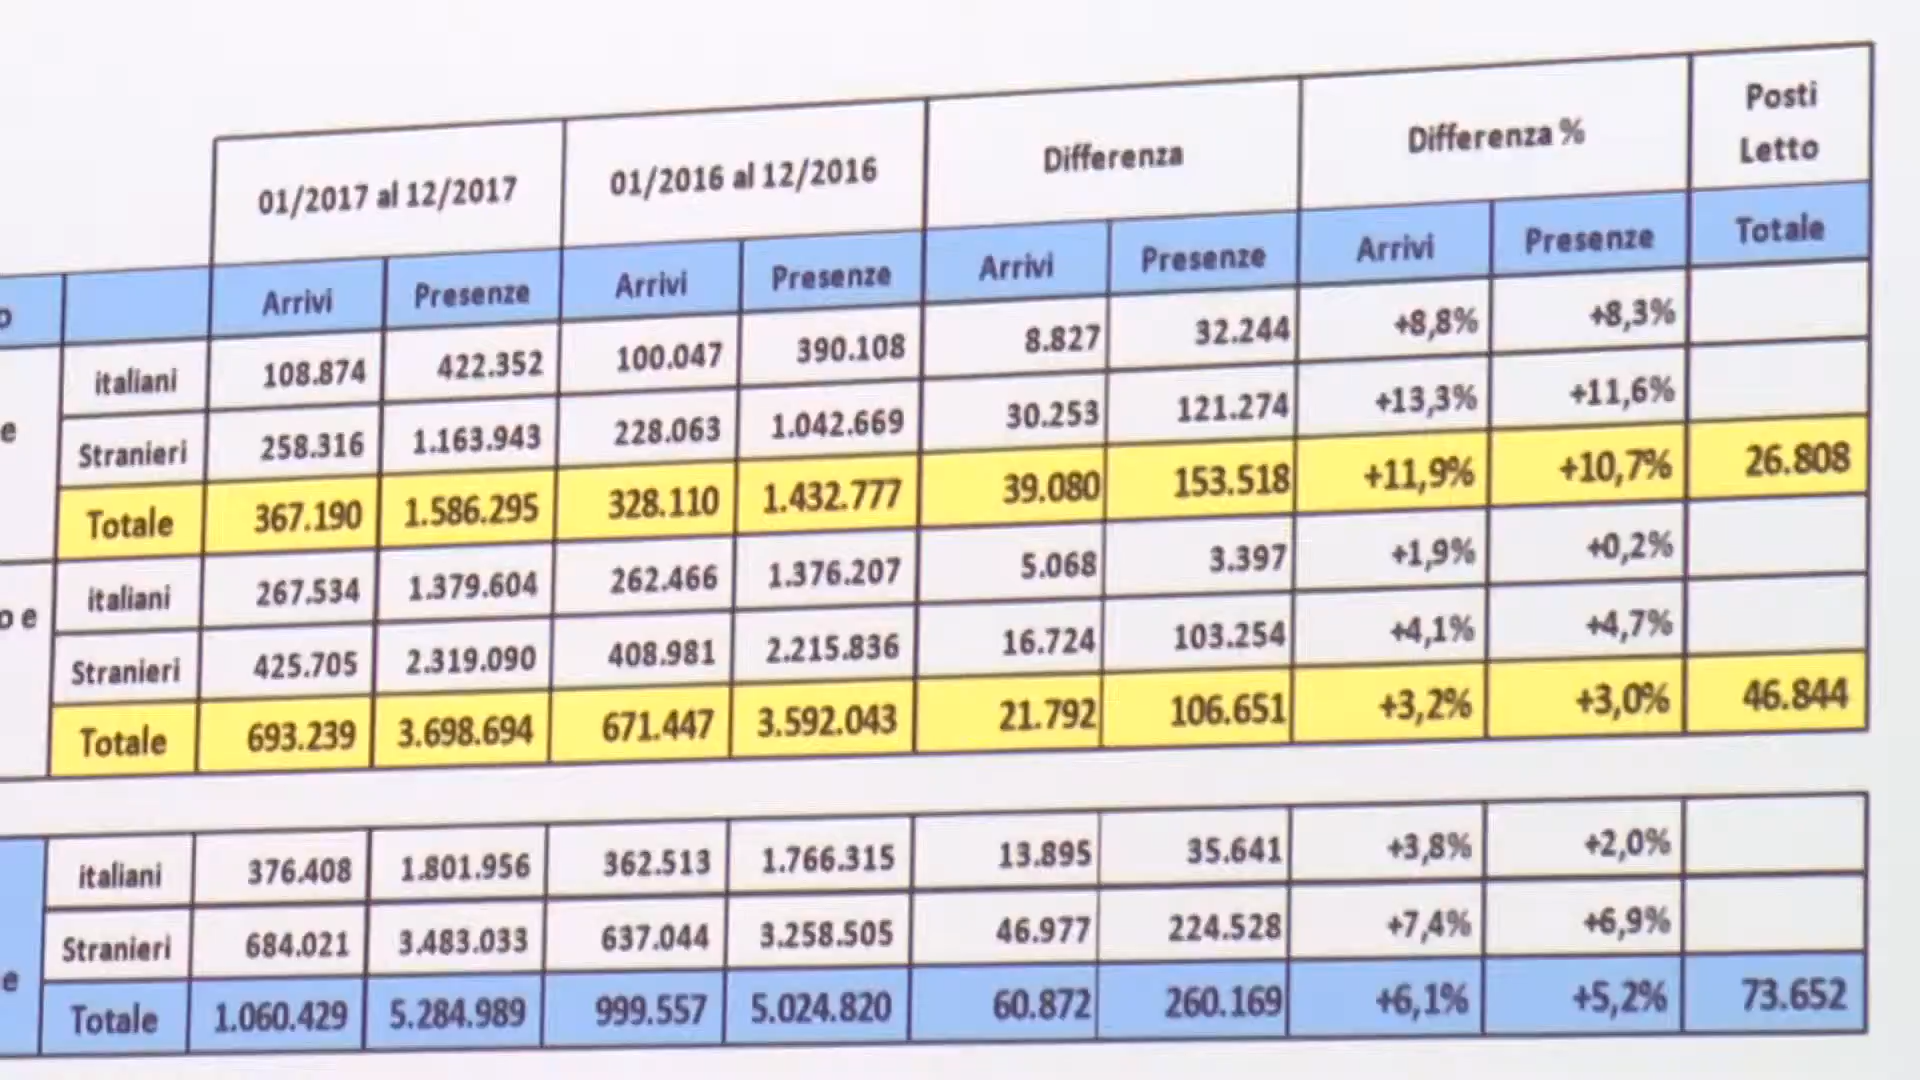 01/2017 al 12/2017 01/2016 al 12/2016 Differenza Differenza % Posti Letto
o Arrivi Presenze Arrivi Presenze Arrivi Presenze Arrivi Presenze Totale
italiani 108.874 422.352 100.047 390.108 8.827 32.244 +8,8% +8,3%
e Stranieri 258.316 1.163.943 228.063 1.042.669 30.253 121.274 +13,3% +11,6%
Totale 367.190 1.586.295 328.110 1.432.777 39.080 153.518 +11,9% +10,7% 26.808
italiani 267.534 1.379.604 262.466 1.376.207 5.068 3.397 +1,9% +0,2%
o e Stranieri 425.705 2.319.090 408.981 2.215.836 16.724 103.254 +4,1% +4,7%
Totale 693.239 3.698.694 671.447 3.592.043 21.792 106.651 +3,2% +3,0% 46.844
italiani 376.408 1.801.956 362.513 1.766.315 13.895 35.641 +3,8% +2,0%
Stranieri 684.021 3.483.033 637.044 3.258.505 46.977 224.528 +7,4% +6,9%
e Totale 1.060.429 5.284.989 999.557 5.024.820 60.872 260.169 +6,1% +5,2% 73.652